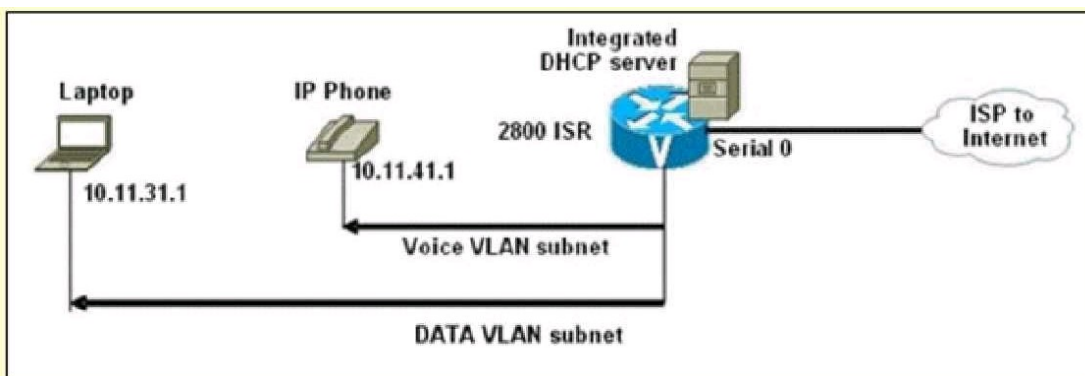 Integrated
DHCP server
Laptop
IP Phone
2800 ISR
ISP to
Internet
Serial 0
10.11.31.1
10.11.41.1
Voice VLAN subnet
DATA VLAN subnet